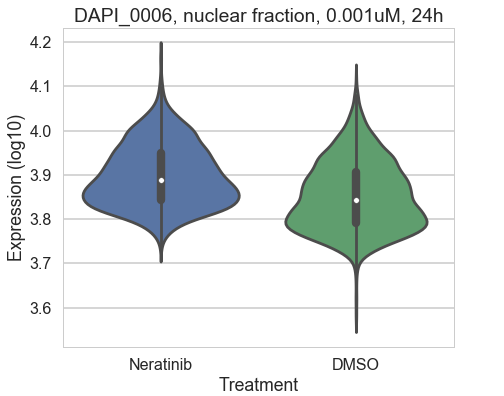 DAPI_0006, nuclear fraction, 0.001uM, 24h
Expression (log10)
4.2
4.1
4.0
3.9
3.8
3.7
3.6
Neratinib
DMSO
Treatment